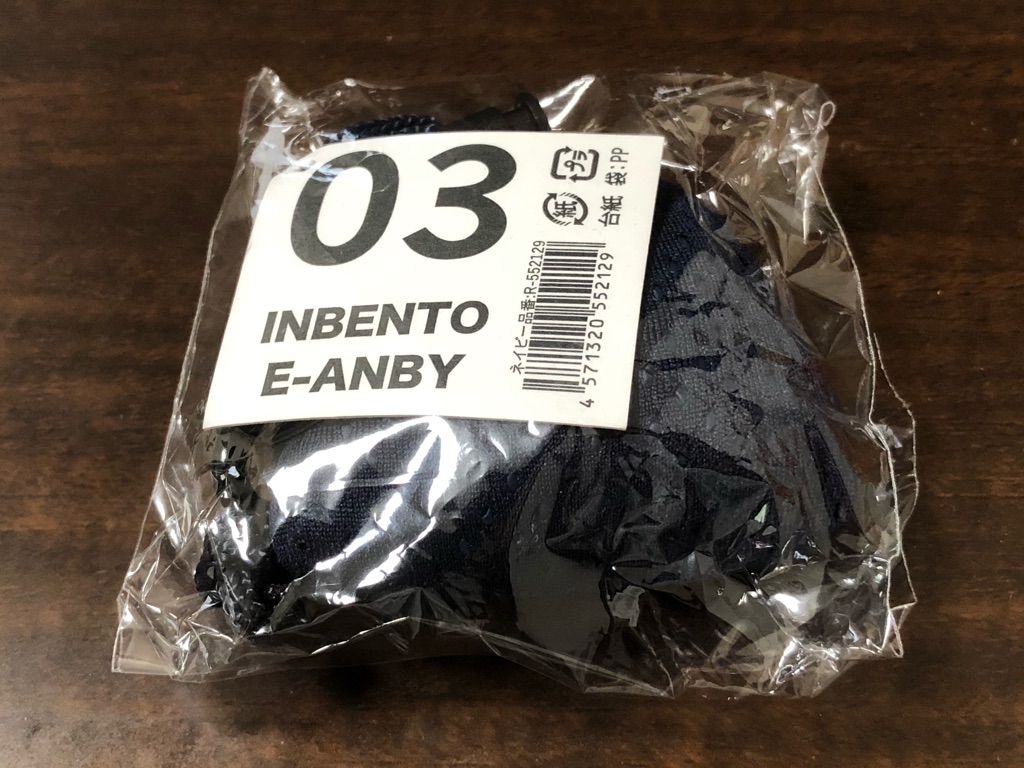 03
INBENTO
E-ANBY
プラ
紙
袋:PP
台紙
ネイビー品番:R-552129
4 571320 552129